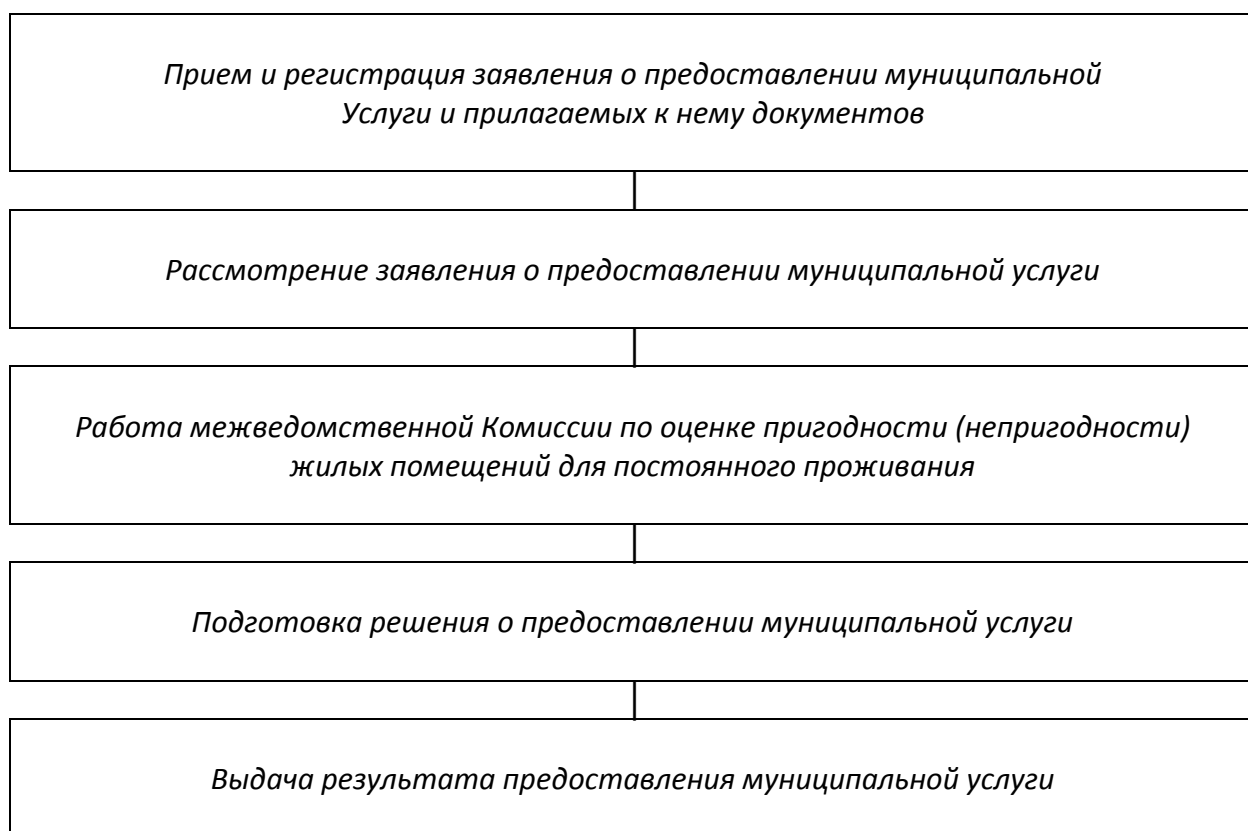 Прием и регистрация заявления о предоставлении муниципальной
Услуги и прилагаемых к нему документов
Рассмотрение заявления о предоставлении муниципальной услуги
Работа межведомственной Комиссии по оценке пригодности (непригодности)
жилых помещений для постоянного проживания
Подготовка решения о предоставлении муниципальной услуги
Выдача результата предоставления муниципальной услуги